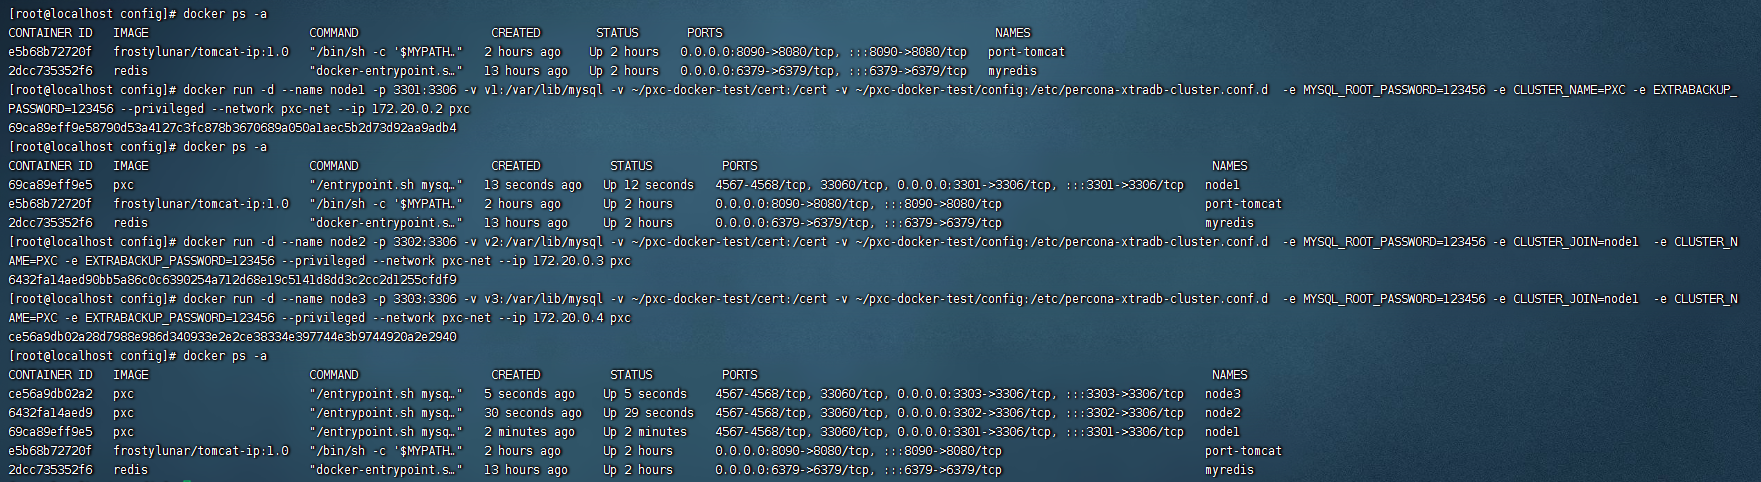 [root@localhost config]# docker ps -a
CONTAINER ID   IMAGE                       COMMAND                   CREATED        STATUS       PORTS                                       NAMES
e5b68b72720f   frostylunar/tomcat-ip:1.0   "/bin/sh -c '$MYPATH…"   2 hours ago    Up 2 hours   0.0.0.0:8090->8080/tcp, :::8090->8080/tcp   port-tomcat
2dcc735352f6   redis                       "docker-entrypoint.s…"   13 hours ago   Up 2 hours   0.0.0.0:6379->6379/tcp, :::6379->6379/tcp   myredis
[root@localhost config]# docker run -d --name node1 -p 3301:3306 -v v1:/var/lib/mysql -v ~/pxc-docker-test/cert:/cert -v ~/pxc-docker-test/config:/etc/percona-xtradb-cluster.conf.d  -e MYSQL_ROOT_PASSWORD=123456 -e CLUSTER_NAME=PXC -e EXTRABACKUP_
PASSWORD=123456 --privileged --network pxc-net --ip 172.20.0.2 pxc
69ca89eff9e58790d53a4127c3fc878b3670689a050a1aec5b2d73d92aa9adb4
[root@localhost config]# docker ps -a
CONTAINER ID   IMAGE                       COMMAND                   CREATED          STATUS          PORTS                                                                  NAMES
69ca89eff9e5   pxc                         "/entrypoint.sh mysq…"   13 seconds ago   Up 12 seconds   4567-4568/tcp, 33060/tcp, 0.0.0.0:3301->3306/tcp, :::3301->3306/tcp   node1
e5b68b72720f   frostylunar/tomcat-ip:1.0   "/bin/sh -c '$MYPATH…"   2 hours ago      Up 2 hours      0.0.0.0:8090->8080/tcp, :::8090->8080/tcp                             port-tomcat
2dcc735352f6   redis                       "docker-entrypoint.s…"   13 hours ago     Up 2 hours      0.0.0.0:6379->6379/tcp, :::6379->6379/tcp                             myredis
[root@localhost config]# docker run -d --name node2 -p 3302:3306 -v v2:/var/lib/mysql -v ~/pxc-docker-test/cert:/cert -v ~/pxc-docker-test/config:/etc/percona-xtradb-cluster.conf.d  -e MYSQL_ROOT_PASSWORD=123456 -e CLUSTER_JOIN=node1  -e CLUSTER_N
AME=PXC -e EXTRABACKUP_PASSWORD=123456 --privileged --network pxc-net --ip 172.20.0.3 pxc
6432fa14aed90bb5a86c0c6390254a712d68e19c5141d8dd3c2cc2d1255cfdf9
[root@localhost config]# docker run -d --name node3 -p 3303:3306 -v v3:/var/lib/mysql -v ~/pxc-docker-test/cert:/cert -v ~/pxc-docker-test/config:/etc/percona-xtradb-cluster.conf.d  -e MYSQL_ROOT_PASSWORD=123456 -e CLUSTER_JOIN=node1  -e CLUSTER_N
AME=PXC -e EXTRABACKUP_PASSWORD=123456 --privileged --network pxc-net --ip 172.20.0.4 pxc
ce56a9db02a28d7988e986d340933e2e2ce38334e397744e3b9744920a2e2940
[root@localhost config]# docker ps -a
CONTAINER ID   IMAGE                       COMMAND                   CREATED          STATUS          PORTS                                                                  NAMES
ce56a9db02a2   pxc                         "/entrypoint.sh mysq…"   5 seconds ago    Up 5 seconds    4567-4568/tcp, 33060/tcp, 0.0.0.0:3303->3306/tcp, :::3303->3306/tcp   node3
6432fa14aed9   pxc                         "/entrypoint.sh mysq…"   30 seconds ago   Up 29 seconds   4567-4568/tcp, 33060/tcp, 0.0.0.0:3302->3306/tcp, :::3302->3306/tcp   node2
69ca89eff9e5   pxc                         "/entrypoint.sh mysq…"   2 minutes ago    Up 2 minutes    4567-4568/tcp, 33060/tcp, 0.0.0.0:3301->3306/tcp, :::3301->3306/tcp   node1
e5b68b72720f   frostylunar/tomcat-ip:1.0   "/bin/sh -c '$MYPATH…"   2 hours ago      Up 2 hours      0.0.0.0:8090->8080/tcp, :::8090->8080/tcp                             port-tomcat
2dcc735352f6   redis                       "docker-entrypoint.s…"   13 hours ago     Up 2 hours      0.0.0.0:6379->6379/tcp, :::6379->6379/tcp                             myredis